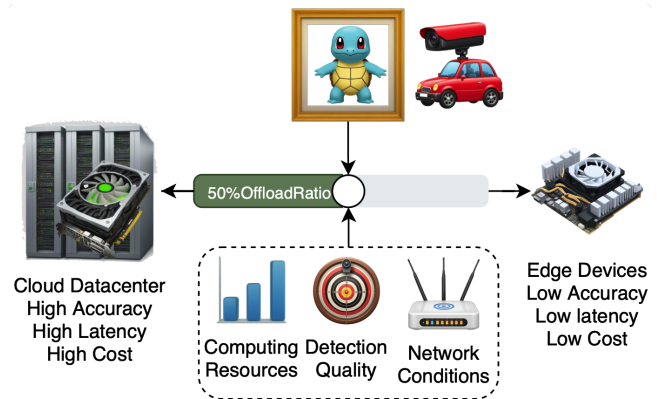 50%OffloadRatio
Cloud Datacenter
High Accuracy
High Latency
High Cost
Computing
Resources
Detection
Quality
Network
Conditions
Edge Devices
Low Accuracy
Low latency
Low Cost